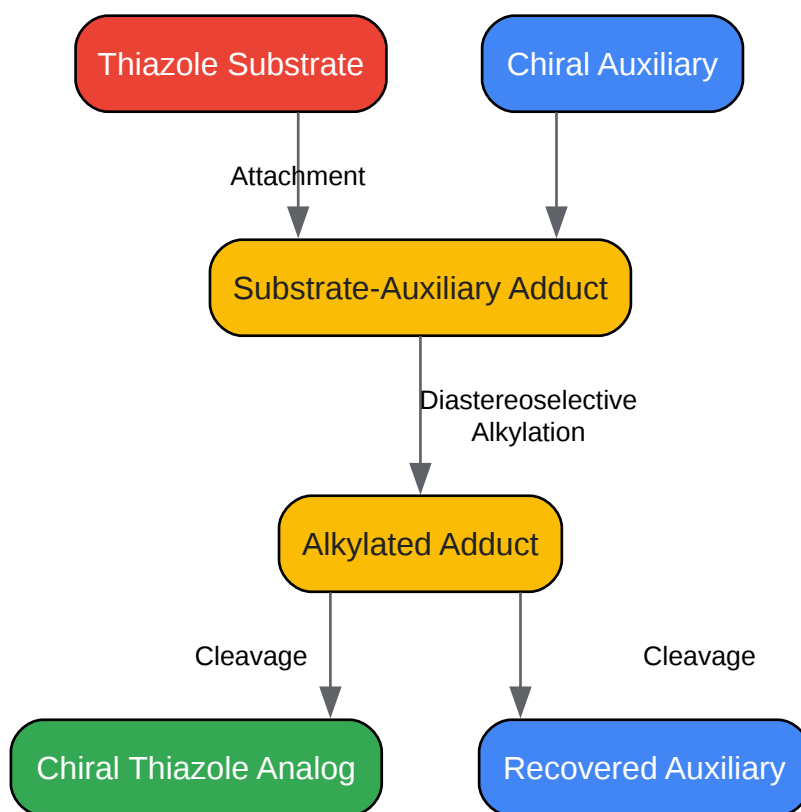 Thiazole Substrate
Chiral Auxiliary
Attachment
Substrate-Auxiliary Adduct
Diastereoselective
Alkylation
Alkylated Adduct
Cleavage
Cleavage
Chiral Thiazole Analog
Recovered Auxiliary